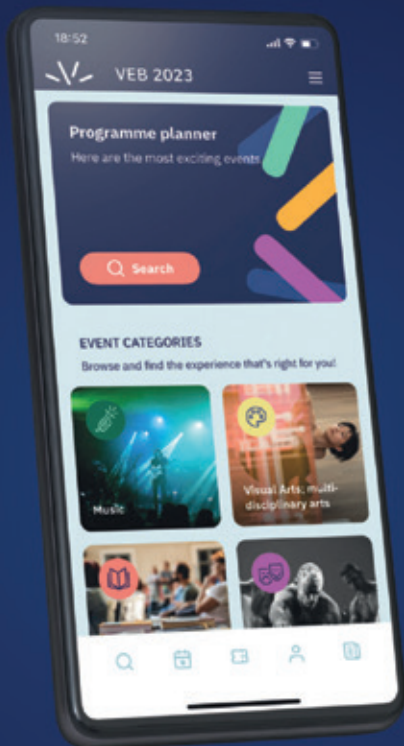 18:52
VEB 2023
Programme planner
Here are the most exciting events
Search
EVENT CATEGORIES
Browse and find the experience that's right for you!
Music
Visual Arts; multi-
disciplinary arts